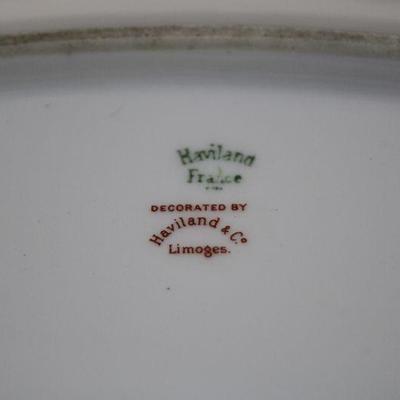 Haviland
France
DECORATED BY
Haviland & Co
Limoges.